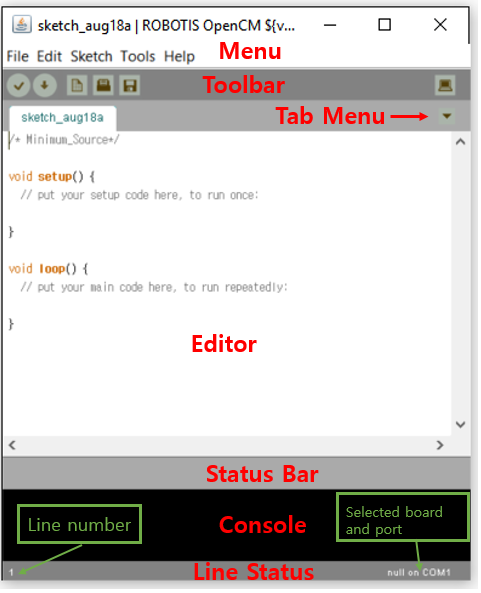 sketch_aug18a | ROBOTIS OpenCM ${v...
File Edit Sketch Tools Help
Menu
Toolbar
sketch_aug18a
Tab Menu
/* Minimum_Source*/
void setup() {
// put your setup code here, to run once:
}
void loop() {
// put your main code here, to run repeatedly:
}
Editor
Status Bar
Line number
Console
Selected board
and port
1
Line Status
null on COM1